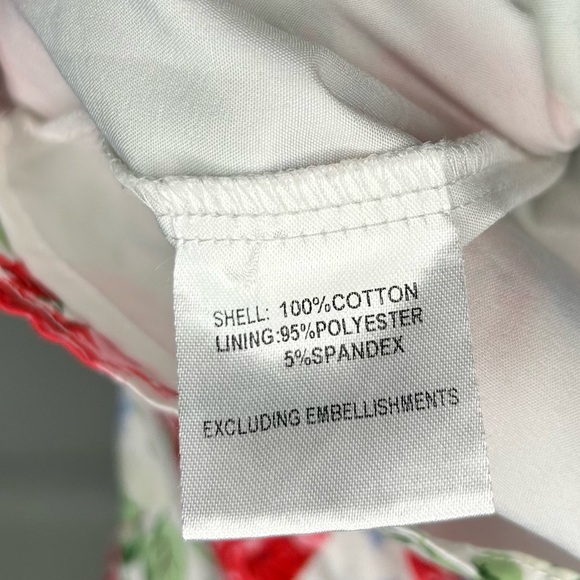 SHELL: 100%COTTON
LINING:95%POLYESTER
5%SPANDEX
EXCLUDING EMBELLISHMENTS